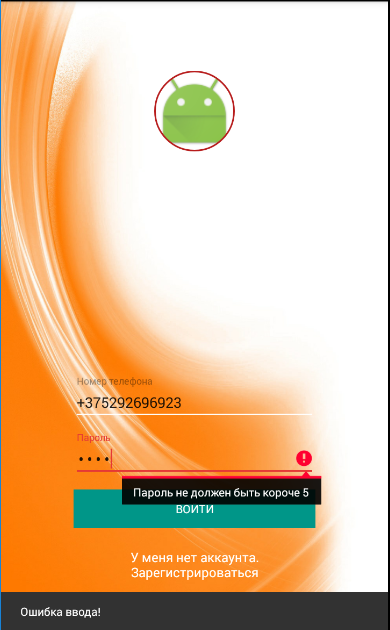 Номер телефона
+375292696923
Пароль
••••
Пароль не должен быть короче 5
ВОЙТИ
У меня нет аккаунта.
Зарегистрироваться
Ошибка ввода!